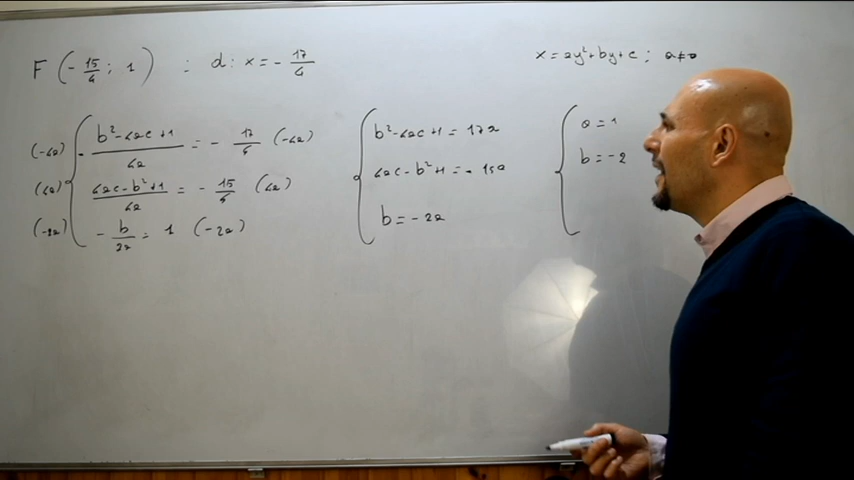 F (-15/4 ; 1) : d: x = -17/4
x = ay²+by+c ; a≠0
(-4a) { -(b²-4ac+1)/4a = -17/4 (-4a)
(4a) (4ac-b²+1)/4a = -15/4 (4a)
(-2a) -b/2a = 1 (-2a)
{ b²-4ac+1 = 17a
4ac-b²+1 = -15a
b = -2a
{ a = 1
b = -2